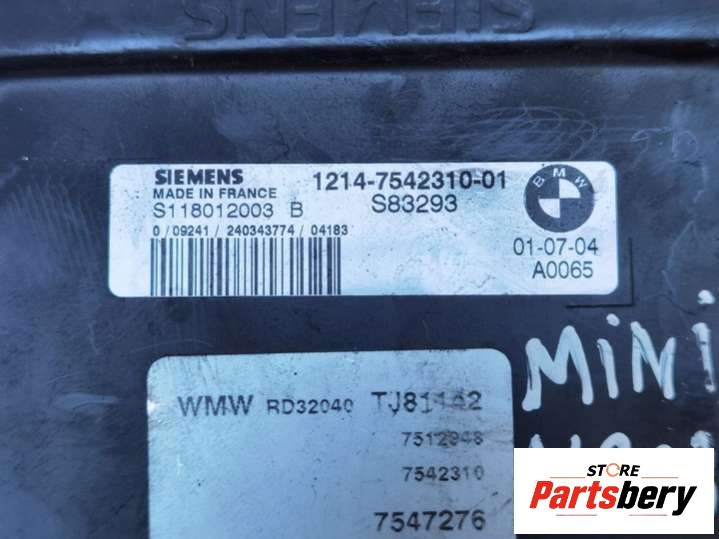 SIEMENS
SIEMENS
MADE IN FRANCE
S118012003 B
0 / 09241 / 240343774 / 04183
1214-7542310-01
S83293
BMW
01-07-04
A0065
WMW RD32040 TJ81142
7512948
7542310
7547276
MINI
STORE
Partsbery